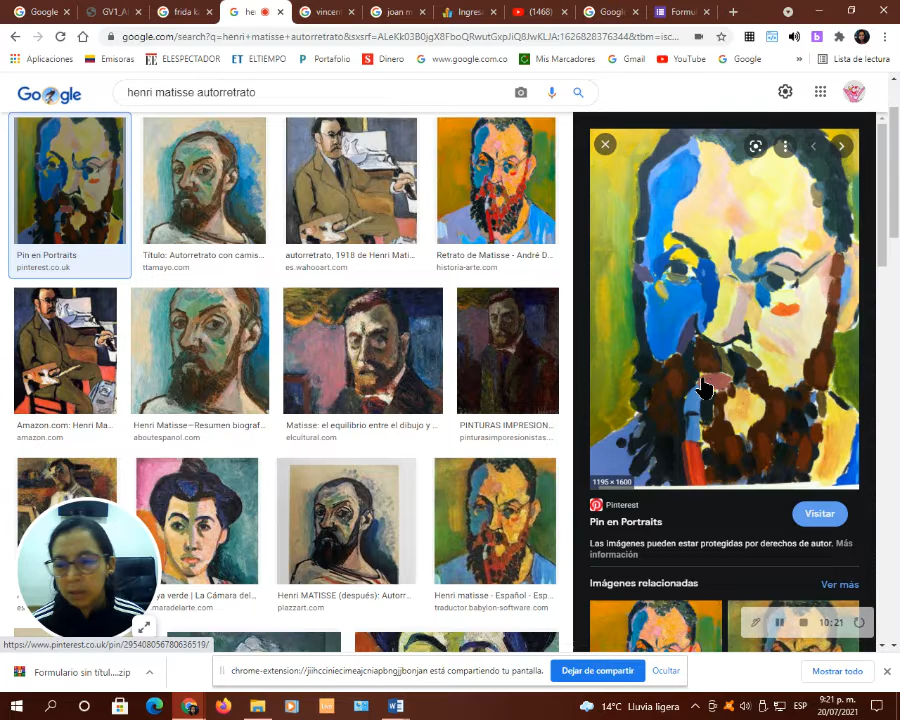 Google
GV1_AU
frida ka
he
vincen
joan m
Ingres
(1468)
Google
Formul
google.com/search?q=henri+matisse+autorretrato&sxsrf=ALeKk03B0jgX8FboQRwutGxpJiQ8JwKLJA:1626828376344&tbm=isc...
Aplicaciones
Emisoras
EE ELESPECTADOR
ET ELTIEMPO
P Portafolio
S Dinero
www.google.com.co
Mis Marcadores
Gmail
YouTube
Google
»
Lista de lectura
henri matisse autorretrato
Pin en Portraits
pinterest.co.uk
Título: Autorretrato con camis...
ttamayo.com
autorretrato, 1918 de Henri Mati...
es.wahooart.com
Retrato de Matisse - André D...
historia-arte.com
Amazon.com: Henri Ma...
amazon.com
Henri Matisse—Resumen biograf...
aboutespanol.com
Matisse: el equilibrio entre el dibujo y ...
elcultural.com
PINTURAS IMPRESION...
pinturasimpresionistas...
ya verde | La Cámara del...
maradelarte.com
Henri MATISSE (después): Autorr...
plazzart.com
Henri matisse - Español - Esp...
traductor.babylon-software.com
1195 × 1600
Pinterest
Pin en Portraits
Visitar
Las imágenes pueden estar protegidas por derechos de autor. Más
información
Imágenes relacionadas
Ver más
10:21
https://www.pinterest.co.uk/pin/295408056780636519/
Formulario sin títul....zip
chrome-extension://jiihcciniecimeajcniapbngjjbonjan está compartiendo tu pantalla.
Dejar de compartir
Ocultar
Mostrar todo
14°C Lluvia ligera
ESP
9:21 p. m.
20/07/2021